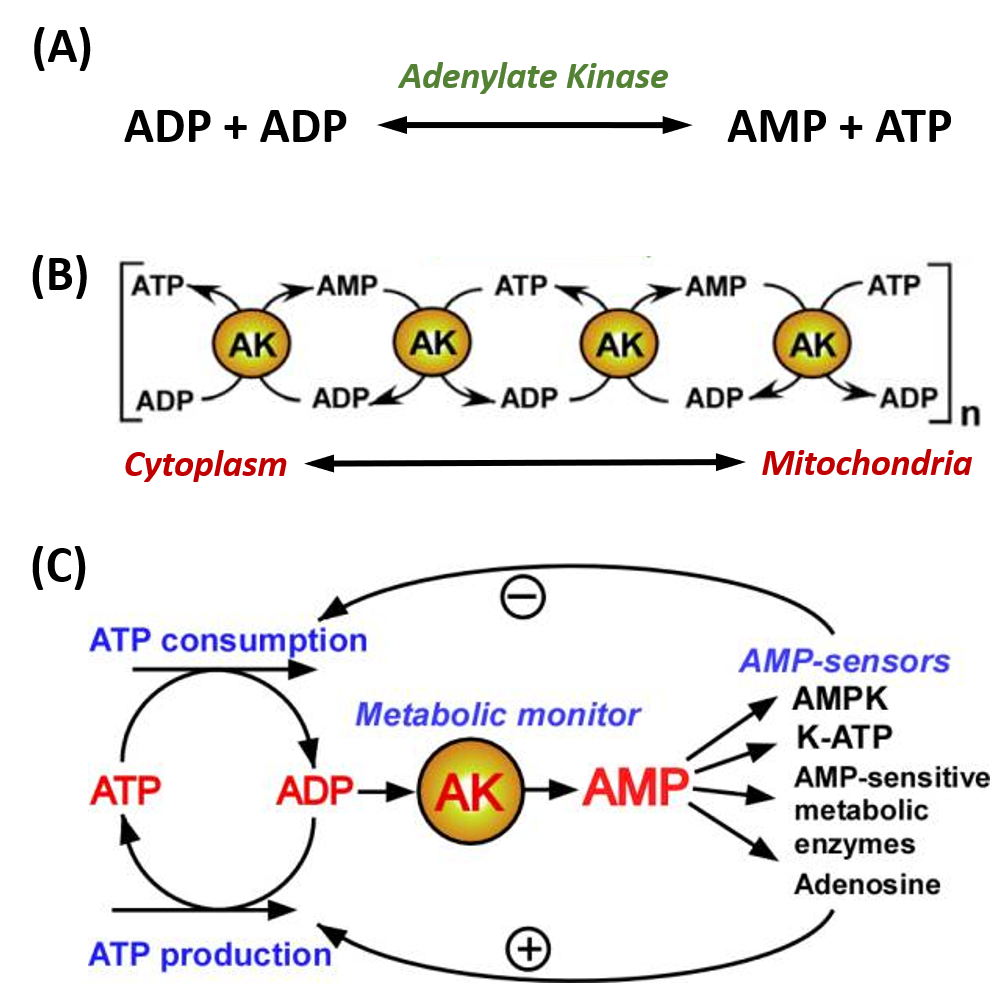 (A)
Adenylate Kinase
ADP + ADP AMP + ATP
(B)
ATP AMP ATP AMP ATP
AK AK AK AK
ADP ADP ADP ADP ADP
n
Cytoplasm Mitochondria
(C)
−
ATP consumption
AMP-sensors
AMPK
Metabolic monitor
K-ATP
ATP ADP AK AMP
AMP-sensitive
metabolic
enzymes
Adenosine
+
ATP production